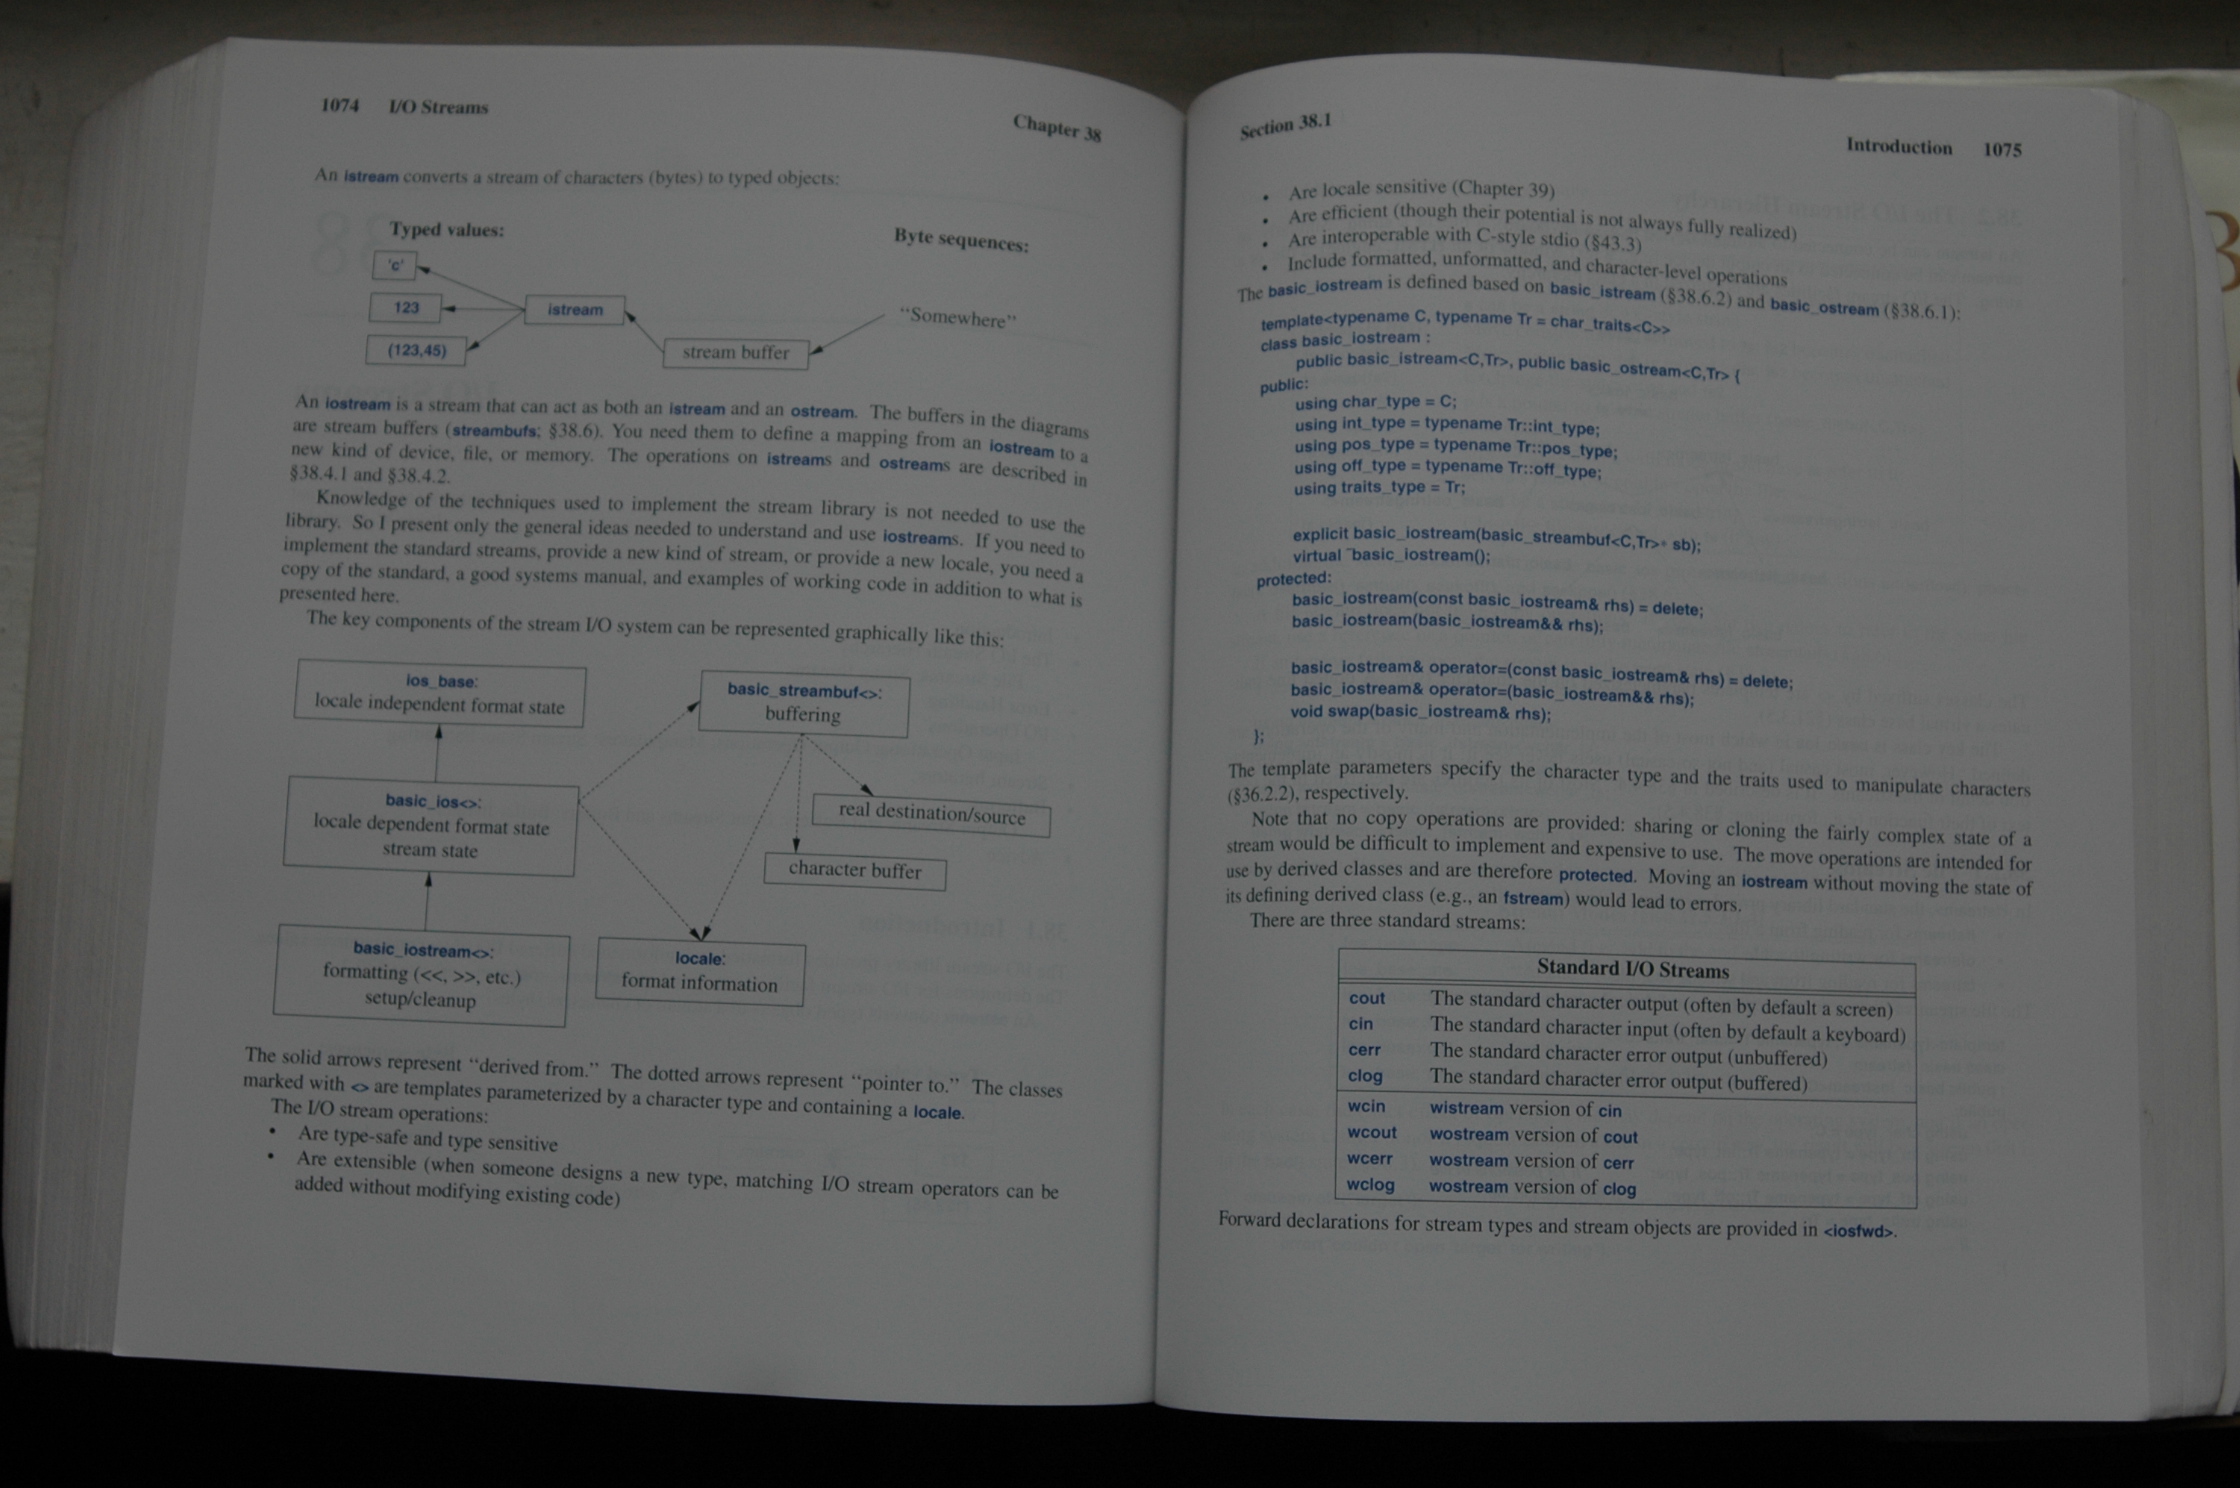 1074 I/O Streams Chapter 38
An istream converts a stream of characters (bytes) to typed objects:
Typed values: Byte sequences:
'c'
123
(123,45)
istream
stream buffer
“Somewhere”
An iostream is a stream that can act as both an istream and an ostream. The buffers in the diagrams
are stream buffers (streambufs; §38.6). You need them to define a mapping from an iostream to a
new kind of device, file, or memory. The operations on istreams and ostreams are described in
§38.4.1 and §38.4.2.
Knowledge of the techniques used to implement the stream library is not needed to use the
library. So I present only the general ideas needed to understand and use iostreams. If you need to
implement the standard streams, provide a new kind of stream, or provide a new locale, you need a
copy of the standard, a good systems manual, and examples of working code in addition to what is
presented here.
The key components of the stream I/O system can be represented graphically like this:
ios_base:
locale independent format state
basic_streambuf<>:
buffering
basic_ios<>:
locale dependent format state
stream state
real destination/source
character buffer
basic_iostream<>:
formatting (<<, >>, etc.)
setup/cleanup
locale:
format information
The solid arrows represent “derived from.” The dotted arrows represent “pointer to.” The classes
marked with <> are templates parameterized by a character type and containing a locale.
The I/O stream operations:
• Are type-safe and type sensitive
• Are extensible (when someone designs a new type, matching I/O stream operators can be
added without modifying existing code)
Section 38.1 Introduction 1075
• Are locale sensitive (Chapter 39)
• Are efficient (though their potential is not always fully realized)
• Are interoperable with C-style stdio (§43.3)
• Include formatted, unformatted, and character-level operations
The basic_iostream is defined based on basic_istream (§38.6.2) and basic_ostream (§38.6.1):
template<typename C, typename Tr = char_traits<C>>
class basic_iostream :
public basic_istream<C,Tr>, public basic_ostream<C,Tr> {
public:
using char_type = C;
using int_type = typename Tr::int_type;
using pos_type = typename Tr::pos_type;
using off_type = typename Tr::off_type;
using traits_type = Tr;
explicit basic_iostream(basic_streambuf<C,Tr>* sb);
virtual ~basic_iostream();
protected:
basic_iostream(const basic_iostream& rhs) = delete;
basic_iostream(basic_iostream&& rhs);
basic_iostream& operator=(const basic_iostream& rhs) = delete;
basic_iostream& operator=(basic_iostream&& rhs);
void swap(basic_iostream& rhs);
};
The template parameters specify the character type and the traits used to manipulate characters
(§36.2.2), respectively.
Note that no copy operations are provided: sharing or cloning the fairly complex state of a
stream would be difficult to implement and expensive to use. The move operations are intended for
use by derived classes and are therefore protected. Moving an iostream without moving the state of
its defining derived class (e.g., an fstream) would lead to errors.
There are three standard streams:
Standard I/O Streams
cout The standard character output (often by default a screen)
cin The standard character input (often by default a keyboard)
cerr The standard character error output (unbuffered)
clog The standard character error output (buffered)
wcin wistream version of cin
wcout wostream version of cout
wcerr wostream version of cerr
wclog wostream version of clog
Forward declarations for stream types and stream objects are provided in <iosfwd>.